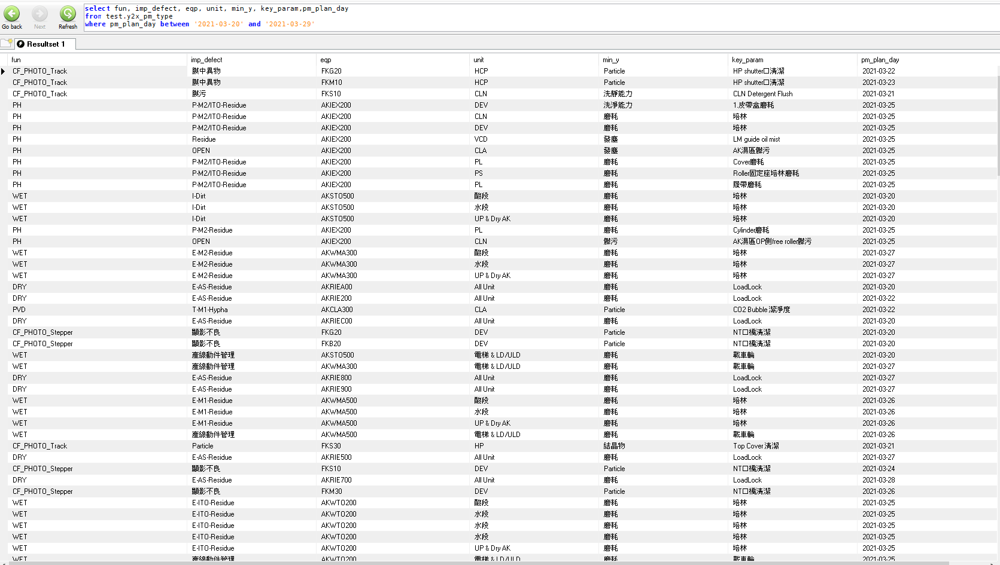 select fun, imp_defect, eqp, unit, min_y, key_param,pm_plan_day
from test.y2x_pm_type
where pm_plan_day between '2021-03-20' and '2021-03-29'
Go back Next Refresh
Resultset 1
fun imp_defect eqp unit min_y key_param pm_plan_day
CF_PHOTO_Track 膜中異物 FKG20 HCP Particle HP shutter口清潔 2021-03-22
CF_PHOTO_Track 膜中異物 FKM10 HCP Particle HP shutter口清潔 2021-03-23
CF_PHOTO_Track 膜污 FKS10 CLN 洗靜能力 CLN Detergent Flush 2021-03-21
PH P-M2/ITO-Residue AKIEX200 DEV 洗淨能力 1.皮帶盒磨耗 2021-03-25
PH P-M2/ITO-Residue AKIEX200 CLN 磨耗 培林 2021-03-25
PH P-M2/ITO-Residue AKIEX200 DEV 磨耗 培林 2021-03-25
PH Residue AKIEX200 VCD 發塵 LM guide oil mist 2021-03-25
PH OPEN AKIEX200 CLA 發塵 AK濕區髒污 2021-03-25
PH P-M2/ITO-Residue AKIEX200 PL 磨耗 Cover磨耗 2021-03-25
PH P-M2/ITO-Residue AKIEX200 PS 磨耗 Roller固定座培林磨耗 2021-03-25
PH P-M2/ITO-Residue AKIEX200 PL 磨耗 履帶磨耗 2021-03-25
WET I-Dirt AKSTO500 酸段 磨耗 培林 2021-03-20
WET I-Dirt AKSTO500 水段 磨耗 培林 2021-03-20
WET I-Dirt AKSTO500 UP & Dry AK 磨耗 培林 2021-03-20
PH P-M2-Residue AKIEX200 PL 磨耗 Cylinder磨耗 2021-03-25
PH OPEN AKIEX200 CLN 髒污 AK濕區OP側free roller髒污 2021-03-25
WET E-M2-Residue AKWMA300 酸段 磨耗 培林 2021-03-27
WET E-M2-Residue AKWMA300 水段 磨耗 培林 2021-03-27
WET E-M2-Residue AKWMA300 UP & Dry AK 磨耗 培林 2021-03-27
DRY E-AS-Residue AKRIEA00 All Unit 磨耗 LoadLock 2021-03-20
DRY E-AS-Residue AKRIE200 All Unit 磨耗 LoadLock 2021-03-22
PVD T-M1-Hypha AKCLA300 CLA Particle CO2 Bubble 潔淨度 2021-03-22
DRY E-AS-Residue AKRIEC00 All Unit 磨耗 LoadLock 2021-03-20
CF_PHOTO_Stepper 顯影不良 FKG20 DEV Particle NT口橋清潔 2021-03-20
CF_PHOTO_Stepper 顯影不良 FKB20 DEV Particle NT口橋清潔 2021-03-20
WET 產線動件管理 AKSTO500 電梯 & LD/ULD 磨耗 戰車輪 2021-03-20
WET 產線動件管理 AKWMA300 電梯 & LD/ULD 磨耗 戰車輪 2021-03-27
DRY E-AS-Residue AKRIE800 All Unit 磨耗 LoadLock 2021-03-27
DRY E-AS-Residue AKRIE900 All Unit 磨耗 LoadLock 2021-03-27
WET E-M1-Residue AKWMA500 酸段 磨耗 培林 2021-03-26
WET E-M1-Residue AKWMA500 水段 磨耗 培林 2021-03-26
WET E-M1-Residue AKWMA500 UP & Dry AK 磨耗 培林 2021-03-26
WET 產線動件管理 AKWMA500 電梯 & LD/ULD 磨耗 戰車輪 2021-03-26
CF_PHOTO_Track Particle FKS30 HP 結晶物 Top Cover 清潔 2021-03-21
DRY E-AS-Residue AKRIE500 All Unit 磨耗 LoadLock 2021-03-27
CF_PHOTO_Stepper 顯影不良 FKS10 DEV Particle NT口橋清潔 2021-03-24
DRY E-AS-Residue AKRIE700 All Unit 磨耗 LoadLock 2021-03-28
CF_PHOTO_Stepper 顯影不良 FKM30 DEV Particle NT口橋清潔 2021-03-26
WET E-ITO-Residue AKWTO200 酸段 磨耗 培林 2021-03-25
WET E-ITO-Residue AKWTO200 水段 磨耗 培林 2021-03-25
WET E-ITO-Residue AKWTO200 水段 磨耗 培林 2021-03-25
WET E-ITO-Residue AKWTO200 水段 磨耗 培林 2021-03-25
WET E-ITO-Residue AKWTO200 UP & Dry AK 磨耗 培林 2021-03-25
WET 產線動件管理 AKWTO200 電梯 & LD/ULD 磨耗 戰車輪 2021-03-25